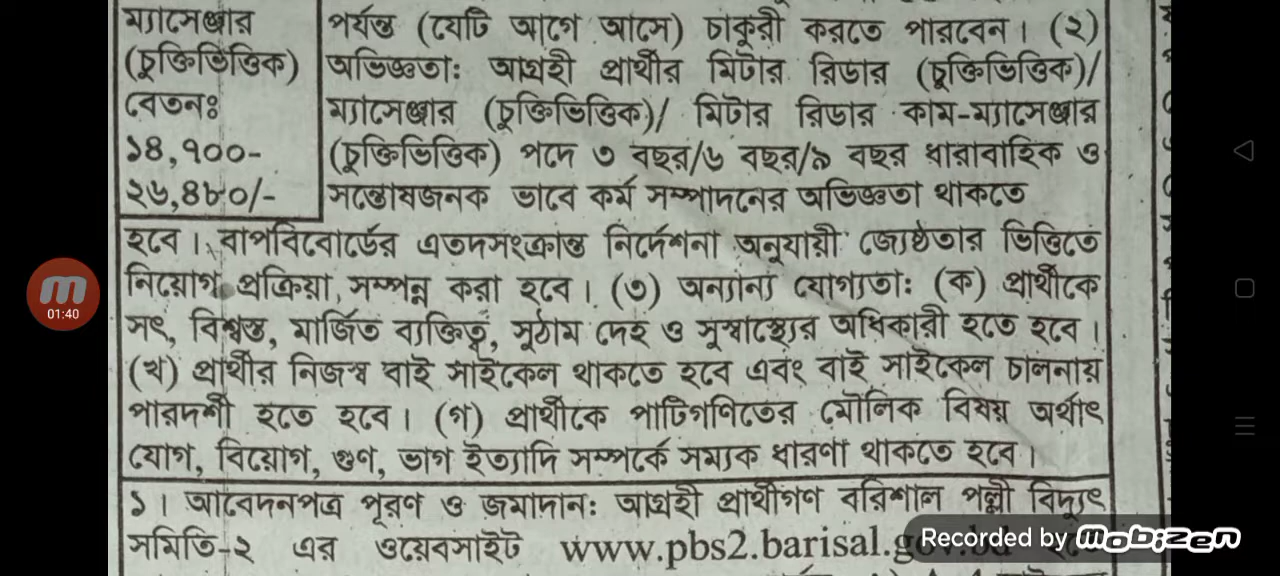 ম্যাসেঞ্জার
(চুক্তিভিত্তিক)
বেতনঃ
১৪,৭০০-
২৬,৪৮০/-
পর্যন্ত (যেটি আগে আসে) চাকুরী করতে পারবেন। (২)
অভিজ্ঞতা: আগ্রহী প্রার্থীর মিটার রিডার (চুক্তিভিত্তিক)/
ম্যাসেঞ্জার (চুক্তিভিত্তিক)/ মিটার রিডার কাম-ম্যাসেঞ্জার
(চুক্তিভিত্তিক) পদে ৩ বছর/৬ বছর/৯ বছর ধারাবাহিক ও
সন্তোষজনক ভাবে কর্ম সম্পাদনের অভিজ্ঞতা থাকতে
হবে। বাপবিবোর্ডের এতদসংক্রান্ত নির্দেশনা অনুযায়ী জ্যেষ্ঠতার ভিত্তিতে
নিয়োগ প্রক্রিয়া সম্পন্ন করা হবে। (৩) অন্যান্য যোগ্যতা: (ক) প্রার্থীকে
সৎ, বিশ্বস্ত, মার্জিত ব্যক্তিত্ব, সুঠাম দেহ ও সুস্বাস্থ্যের অধিকারী হতে হবে।
(খ) প্রার্থীর নিজস্ব বাই সাইকেল থাকতে হবে এবং বাই সাইকেল চালনায়
পারদর্শী হতে হবে। (গ) প্রার্থীকে পাটিগণিতের মৌলিক বিষয় অর্থাৎ
যোগ, বিয়োগ, গুণ, ভাগ ইত্যাদি সম্পর্কে সম্যক ধারণা থাকতে হবে।
১। আবেদনপত্র পূরণ ও জমাদান: আগ্রহী প্রার্থীগণ বরিশাল পল্লী বিদ্যুৎ
সমিতি-২ এর ওয়েবসাইট www.pbs2.barisal.gov.bd
01:40
Recorded by mobizen